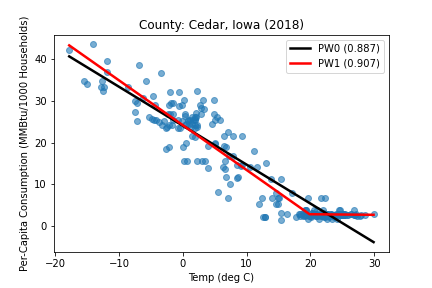 County: Cedar, Iowa (2018)
PW0 (0.887)
PW1 (0.907)
Per-Capita Consumption (MMBtu/1000 Households)
40
30
20
10
0
−20 −10 0 10 20 30
Temp (deg C)